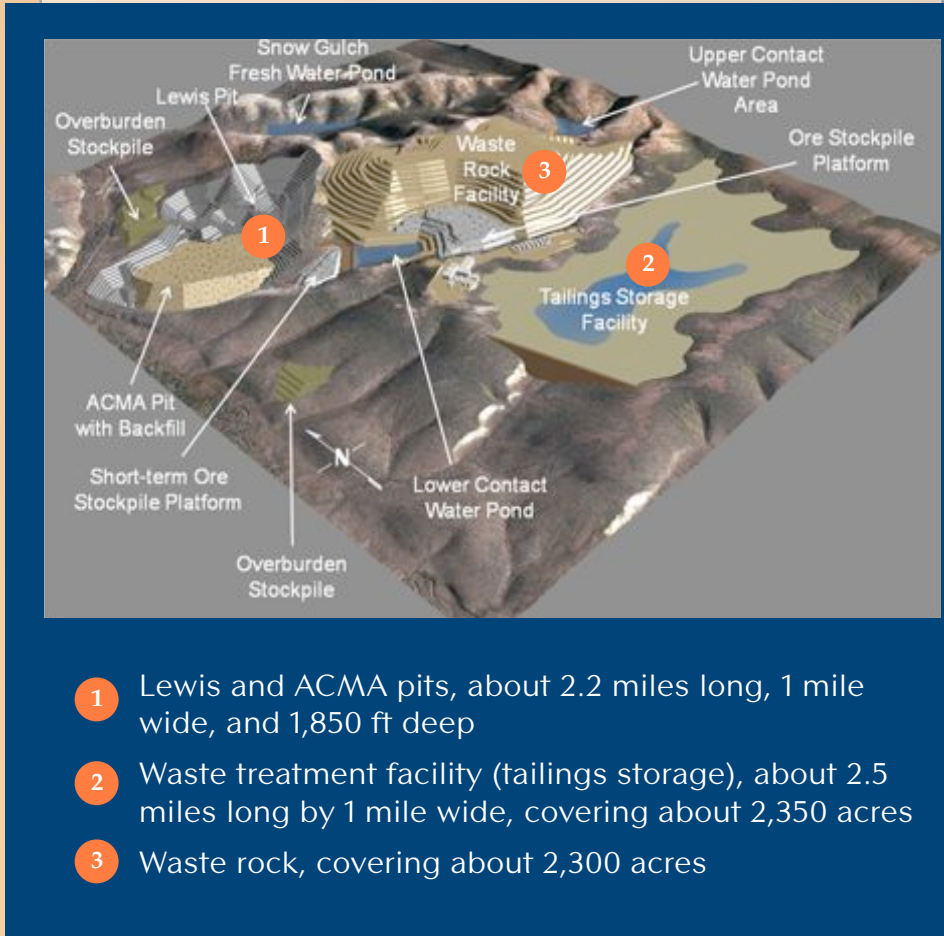 Snow Gulch
Fresh Water Pond
Upper Contact
Water Pond
Area
Lewis Pit
Overburden
Stockpile
Waste
Rock
Facility
Ore Stockpile
Platform
3
1
2
Tailings Storage
Facility
ACMA Pit
with Backfill
N
Short-term Ore
Stockpile Platform
Lower Contact
Water Pond
Overburden
Stockpile
1 Lewis and ACMA pits, about 2.2 miles long, 1 mile
wide, and 1,850 ft deep
2 Waste treatment facility (tailings storage), about 2.5
miles long by 1 mile wide, covering about 2,350 acres
3 Waste rock, covering about 2,300 acres